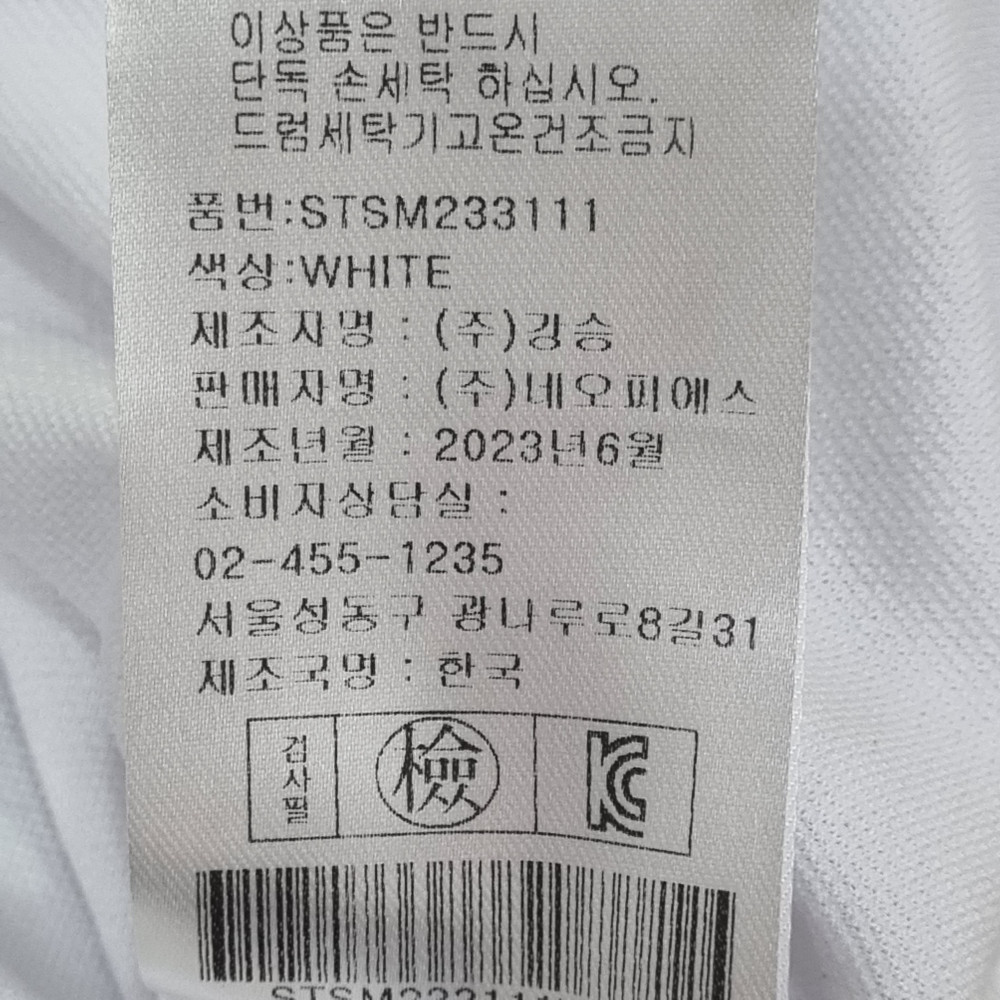 이상품은 반드시
단독 손세탁 하십시오.
드럼세탁기고온건조금지
품번:STSM233111
색상:WHITE
제조자명 : (주)강승
판매자명 : (주)네오피에스
제조년월 : 2023년6월
소비자상담실 :
02-455-1235
서울성동구 광나루로8길31
제조국명 : 한국
검사필
檢
KC